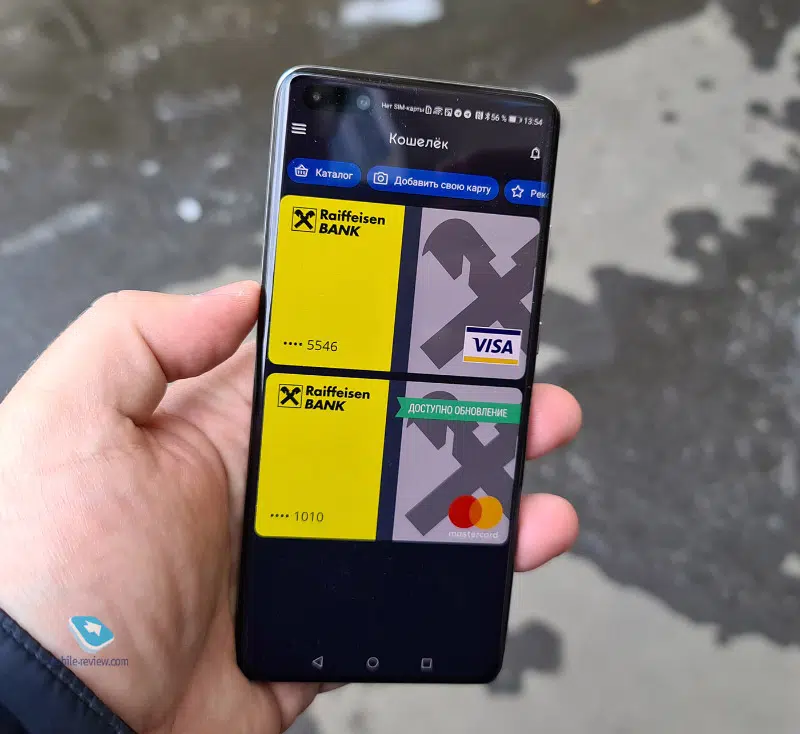 Нет SIM-карты 56 % 13:54
Кошелёк
Каталог
Добавить свою карту
Рек
Raiffeisen
BANK
•••• 5546
VISA
Raiffeisen
BANK
ДОСТУПНО ОБНОВЛЕНИЕ
•••• 1010
mastercard
bile-review.com